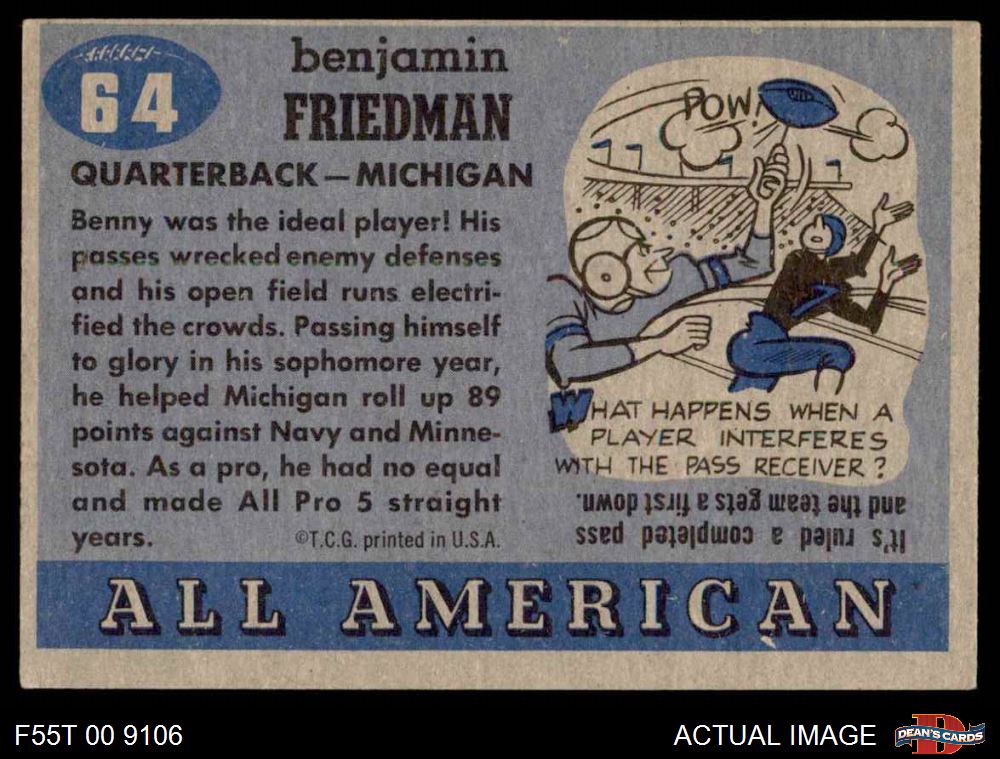 64
benjamin
FRIEDMAN
QUARTERBACK — MICHIGAN
Benny was the ideal player! His
passes wrecked enemy defenses
and his open field runs electri-
fied the crowds. Passing himself
to glory in his sophomore year,
he helped Michigan roll up 89
points against Navy and Minne-
sota. As a pro, he had no equal
and made All Pro 5 straight
years.
©T.C.G. printed in U.S.A.
POW!
WHAT HAPPENS WHEN A
PLAYER INTERFERES
WITH THE PASS RECEIVER?
It's ruled a completed pass
and the team gets a first down.
ALL AMERICAN
F55T 00 9106
ACTUAL IMAGE
DEAN'S CARDS